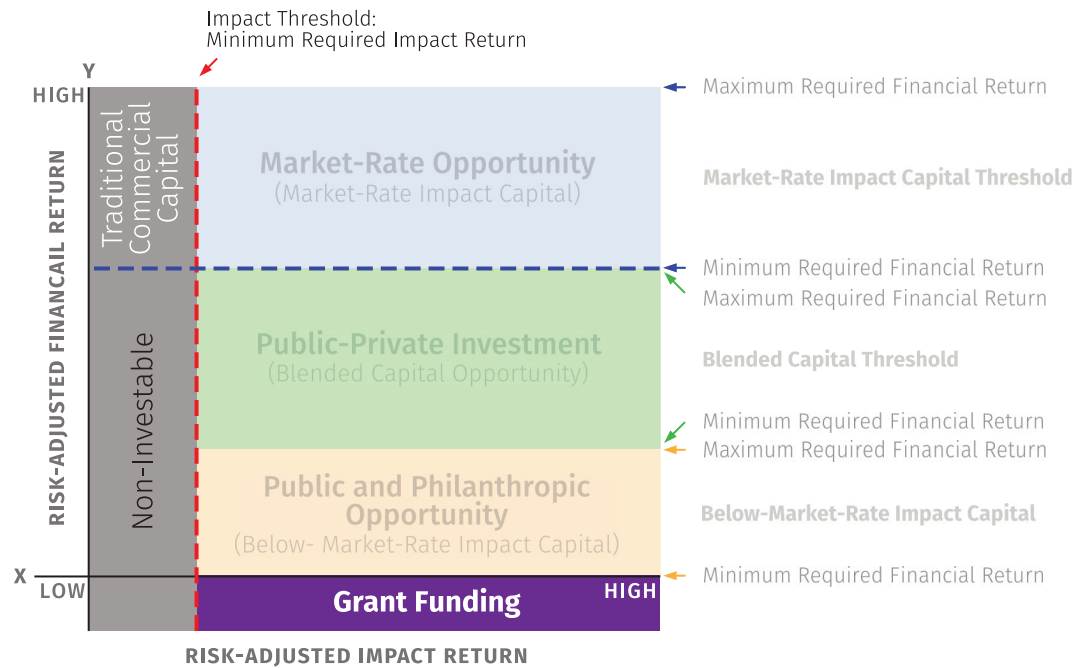 Impact Threshold:
Minimum Required Impact Return
Y
HIGH
Maximum Required Financial Return
Traditional
Commercial
Capital
Market-Rate Opportunity
(Market-Rate Impact Capital)
Market-Rate Impact Capital Threshold
RISK-ADJUSTED FINANCAIL RETURN
Minimum Required Financial Return
Maximum Required Financial Return
Non-Investable
Public-Private Investment
(Blended Capital Opportunity)
Blended Capital Threshold
Minimum Required Financial Return
Maximum Required Financial Return
Public and Philanthropic
Opportunity
(Below- Market-Rate Impact Capital)
Below-Market-Rate Impact Capital
X
Minimum Required Financial Return
LOW
Grant Funding
HIGH
RISK-ADJUSTED IMPACT RETURN